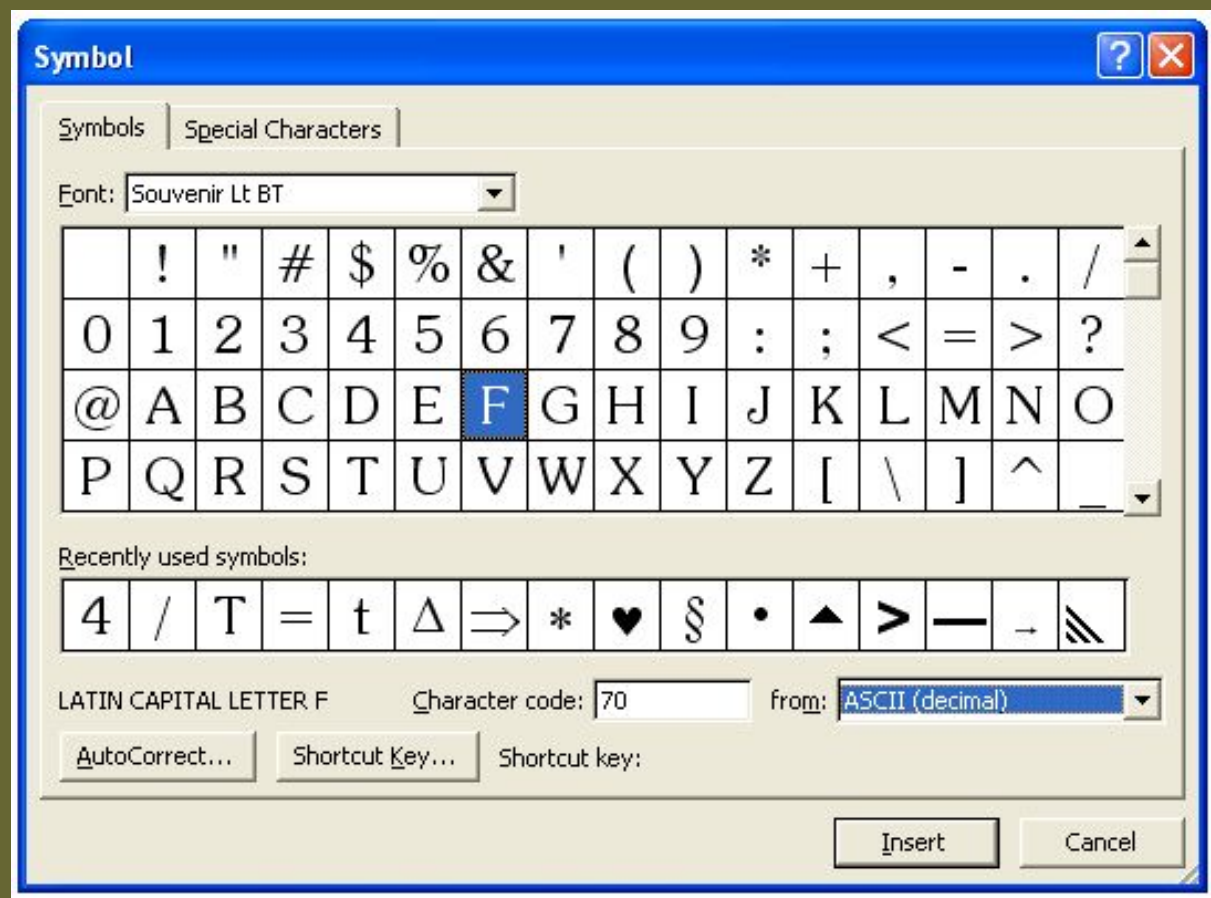 Symbol ?
Symbols Special Characters
Font: Souvenir Lt BT
! " # $ % & ' ( ) * + , - . /
0 1 2 3 4 5 6 7 8 9 : ; < = > ?
@ A B C D E F G H I J K L M N O
P Q R S T U V W X Y Z [ \ ] ^ _
Recently used symbols:
4 / T = t Δ ⇒ * ♥ § • ▲ > — →
LATIN CAPITAL LETTER F Character code: 70 from: ASCII (decimal)
AutoCorrect... Shortcut Key... Shortcut key:
Insert Cancel